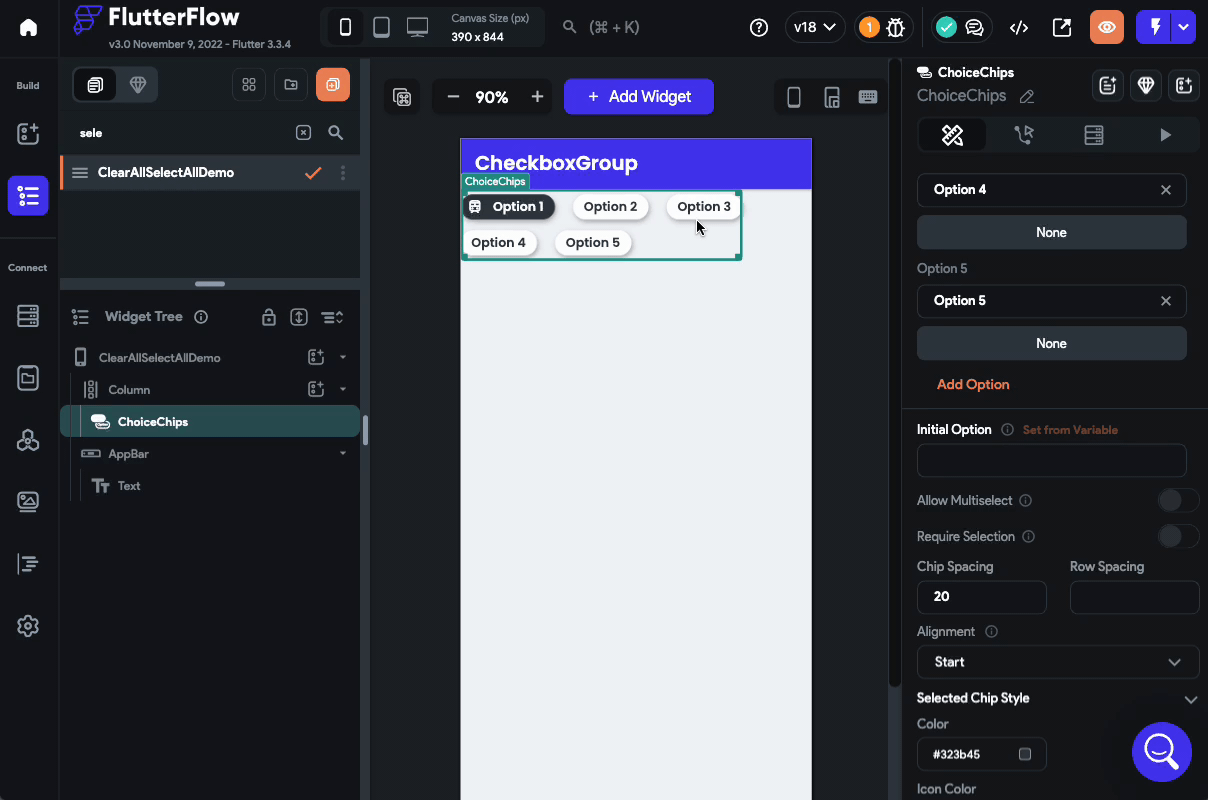 FlutterFlow
v3.0 November 9, 2022 - Flutter 3.3.4
Canvas Size (px)
390 x 844
(⌘ + K)
v18
1
Build
Connect
sele
ClearAllSelectAllDemo
Widget Tree
ClearAllSelectAllDemo
Column
ChoiceChips
AppBar
Text
90%
+ Add Widget
CheckboxGroup
ChoiceChips
Option 1
Option 2
Option 3
Option 4
Option 5
ChoiceChips
ChoiceChips
Option 4
None
Option 5
Option 5
None
Add Option
Initial Option
Set from Variable
Allow Multiselect
Require Selection
Chip Spacing
Row Spacing
20
Alignment
Start
Selected Chip Style
Color
#323b45
Icon Color